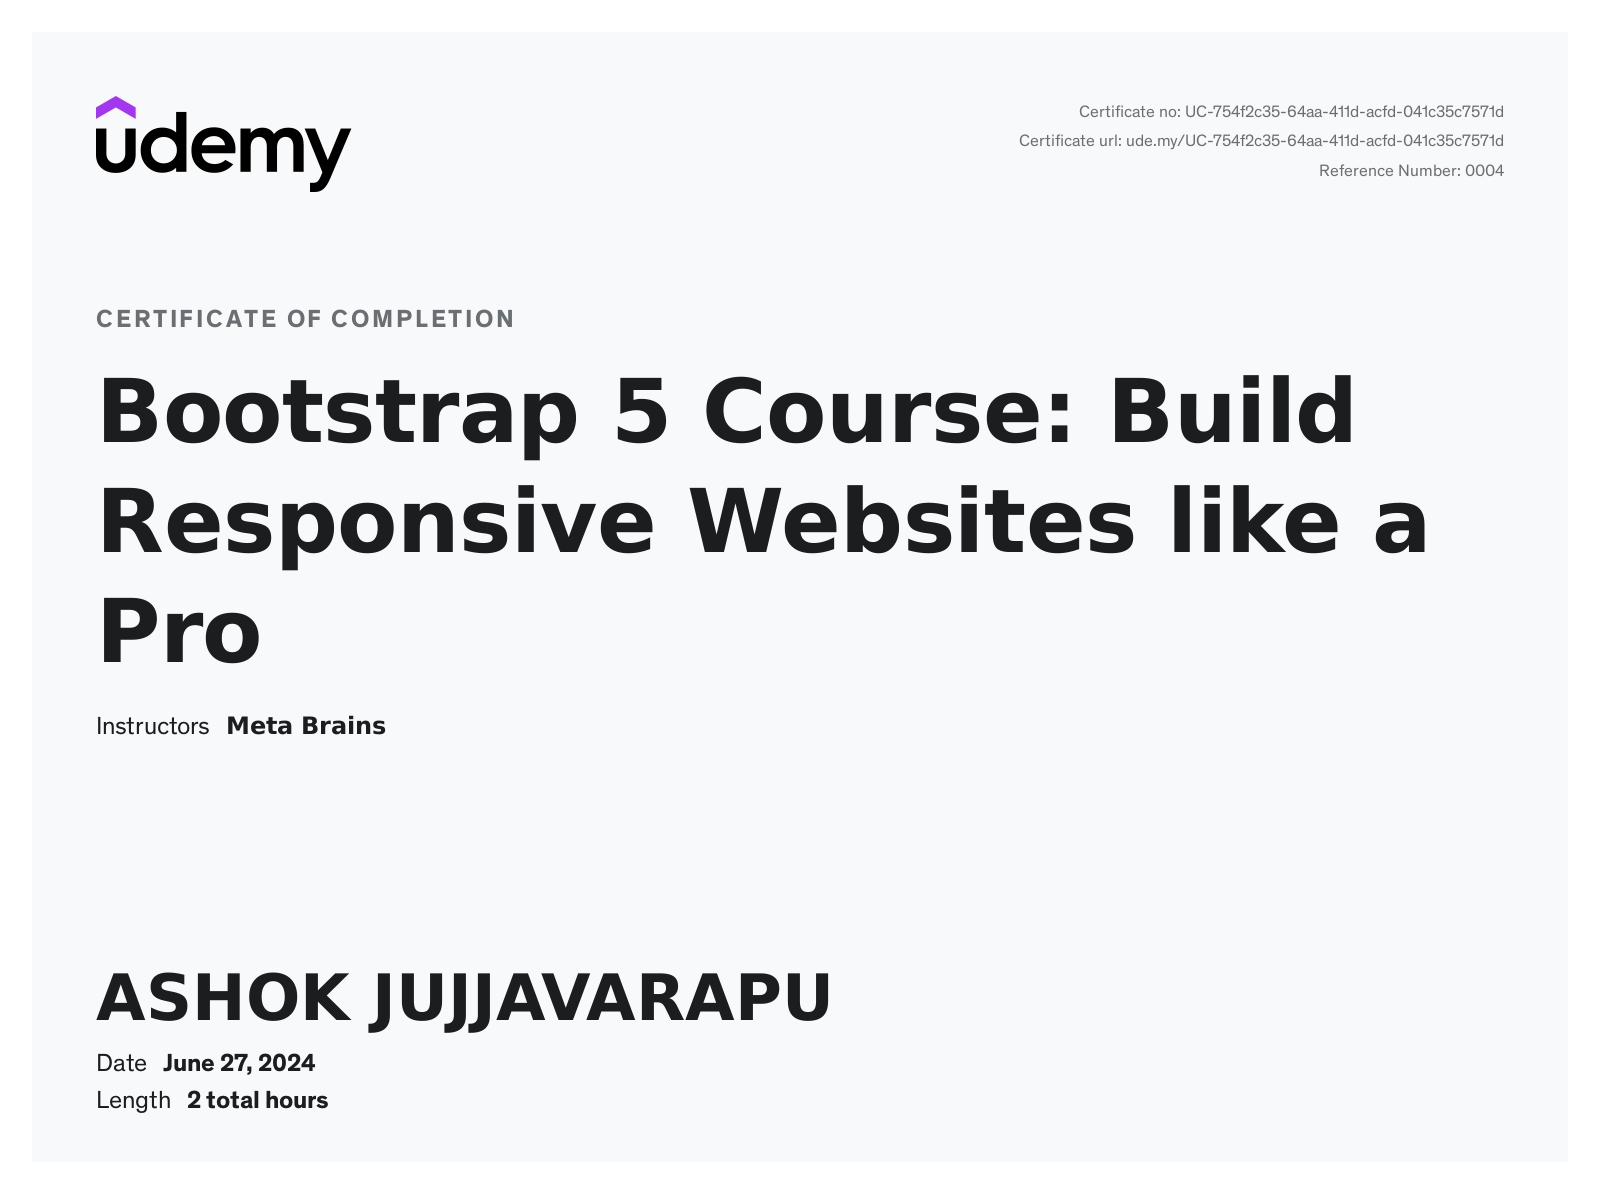 udemy
Certificate no: UC-754f2c35-64aa-411d-acfd-041c35c7571d
Certificate url: ude.my/UC-754f2c35-64aa-411d-acfd-041c35c7571d
Reference Number: 0004
CERTIFICATE OF COMPLETION
Bootstrap 5 Course: Build
Responsive Websites like a
Pro
Instructors Meta Brains
ASHOK JUJJAVARAPU
Date June 27, 2024
Length 2 total hours